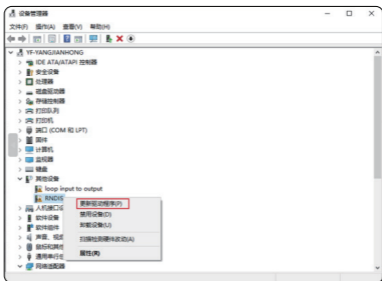 设备管理器
文件(F) 操作(A) 查看(V) 帮助(H)
YF-YANGJIANHONG
IDE ATA/ATAPI 控制器
安全设备
处理器
磁盘驱动器
存储控制器
打印队列
打印机
端口 (COM 和 LPT)
固件
计算机
监视器
键盘
其他设备
loop input to output
RNDIS
更新驱动程序(P)
人机接口设
禁用设备(D)
软件设备
卸载设备(U)
软件组件
声音、视频
扫描检测硬件改动(A)
鼠标和其他
属性(R)
通用串行总
网络适配器